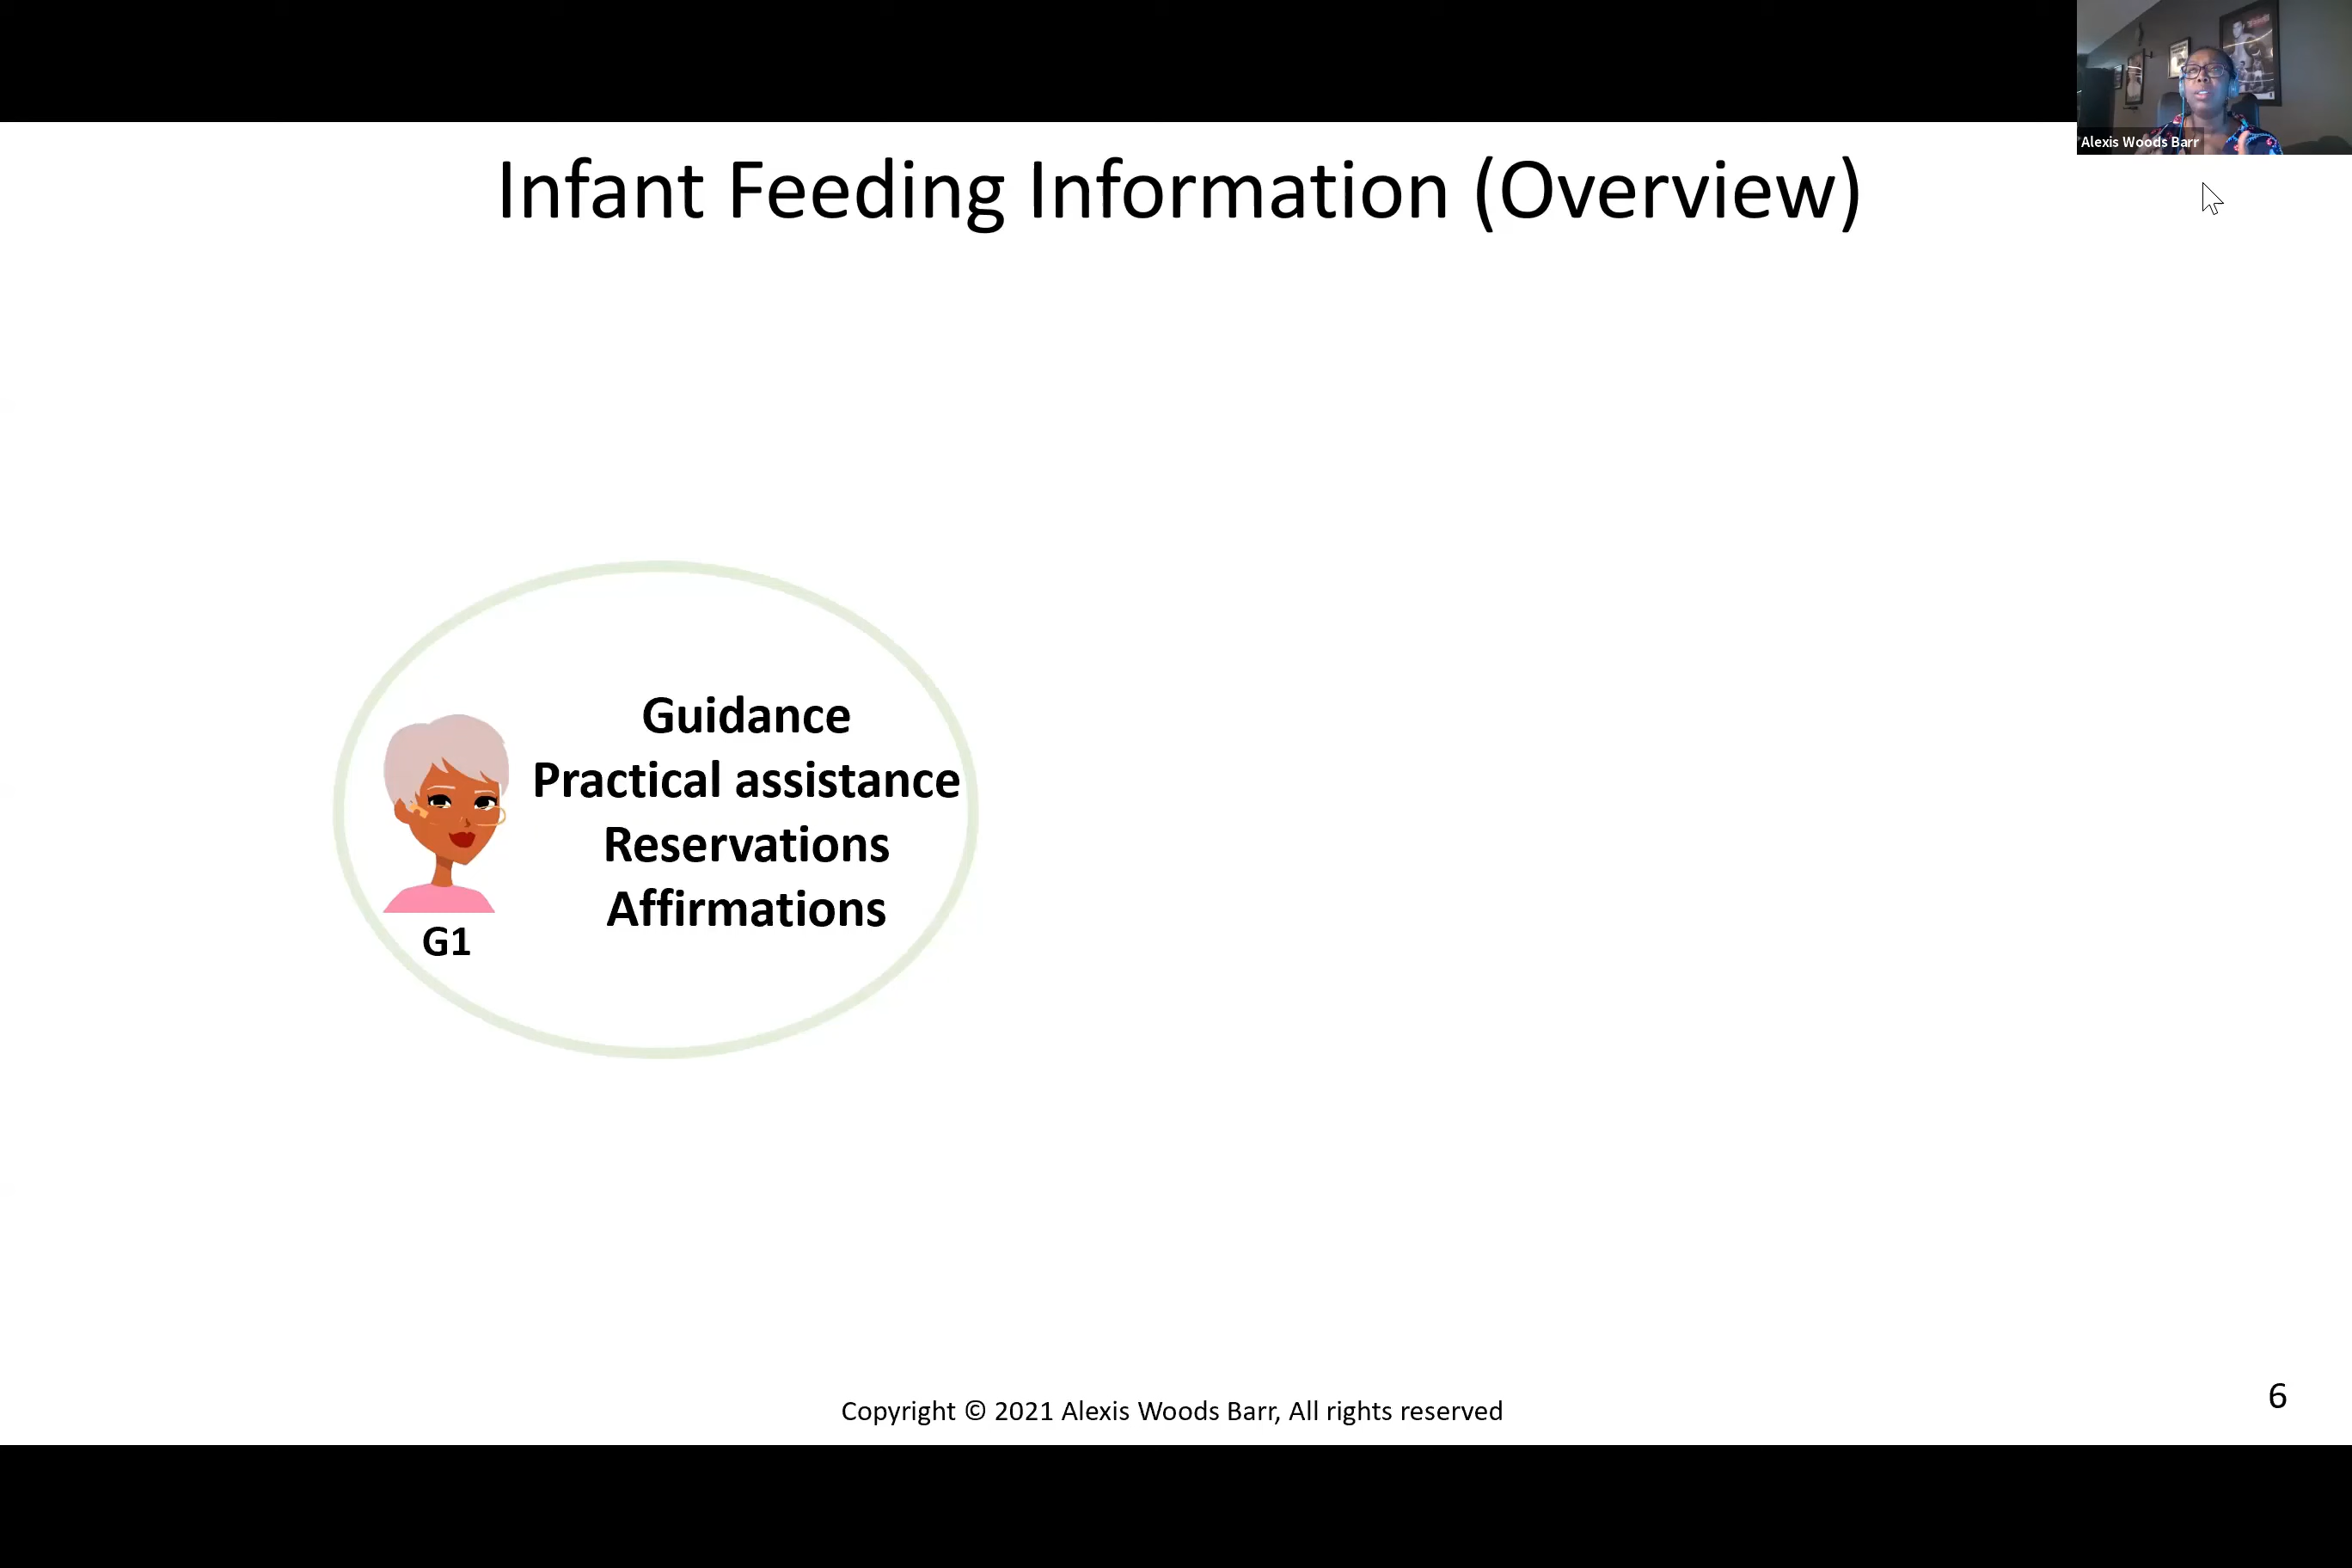 Alexis Woods Barr
Infant Feeding Information (Overview)
Guidance
Practical assistance
Reservations
Affirmations
G1
Copyright © 2021 Alexis Woods Barr, All rights reserved
6